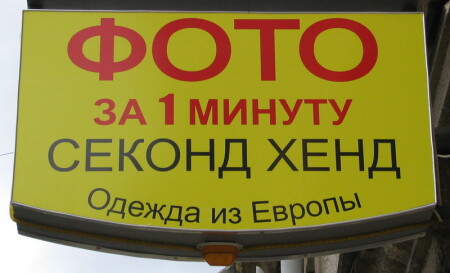 ФОТО
ЗА 1 МИНУТУ
СЕКОНД ХЕНД
Одежда из Европы